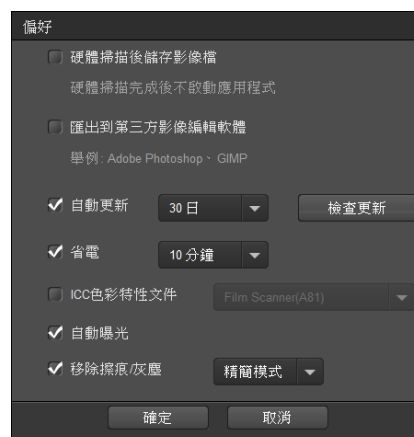 偏好
硬體掃描後儲存影像檔
硬體掃描完成後不啟動應用程式
匯出到第三方影像編輯軟體
舉例: Adobe Photoshop、GIMP
自動更新 30 日 檢查更新
省電 10 分鐘
ICC色彩特性文件 Film Scanner(A81)
自動曝光
移除擦痕/灰塵 精簡模式
確定 取消